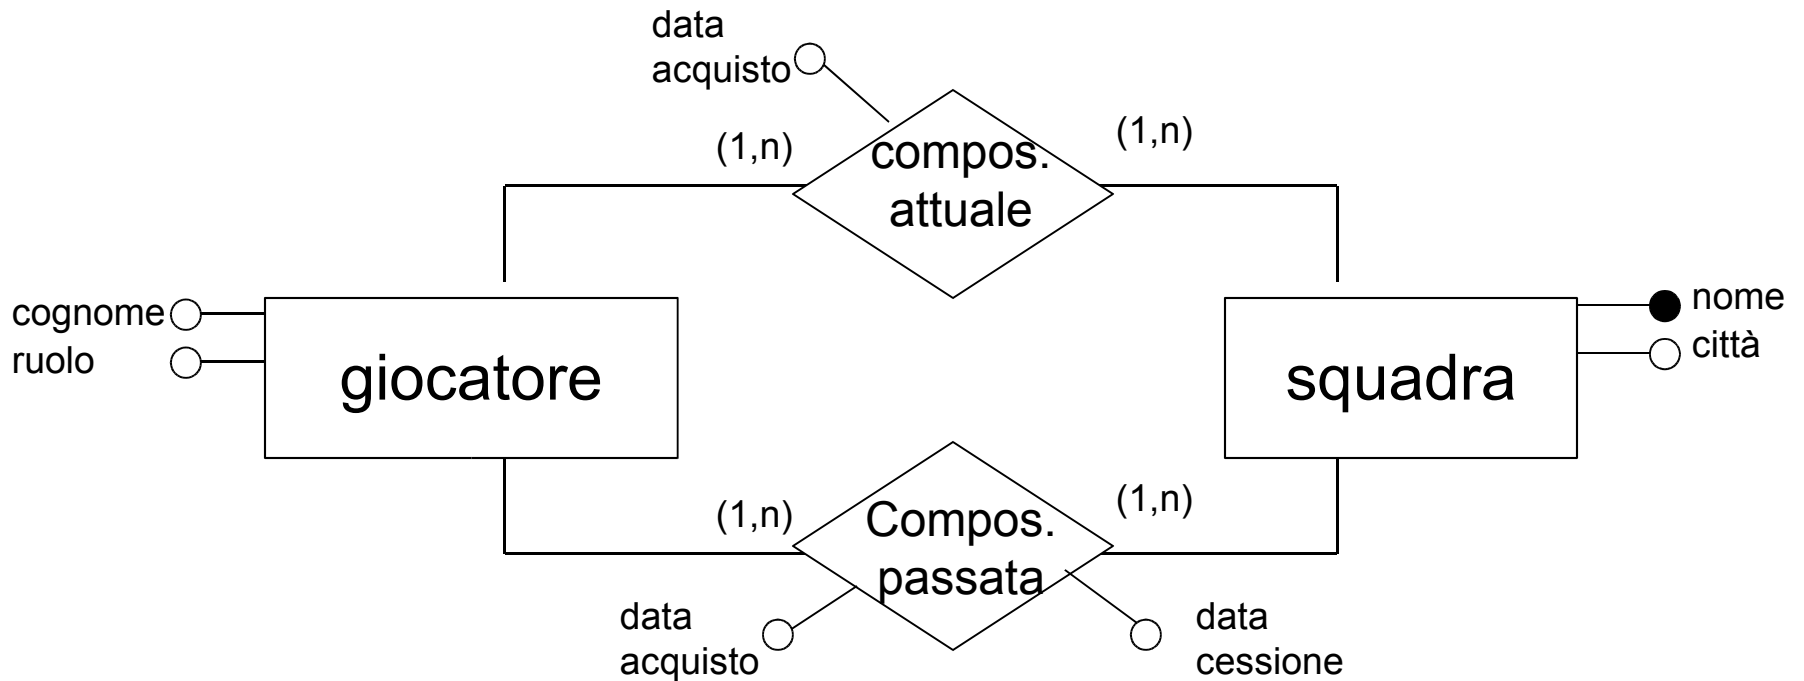 data
acquisto
(1,n)
(1,n)
compos.
attuale
cognome
ruolo
giocatore
squadra
nome
città
(1,n)
(1,n)
Compos.
passata
data
acquisto
data
cessione